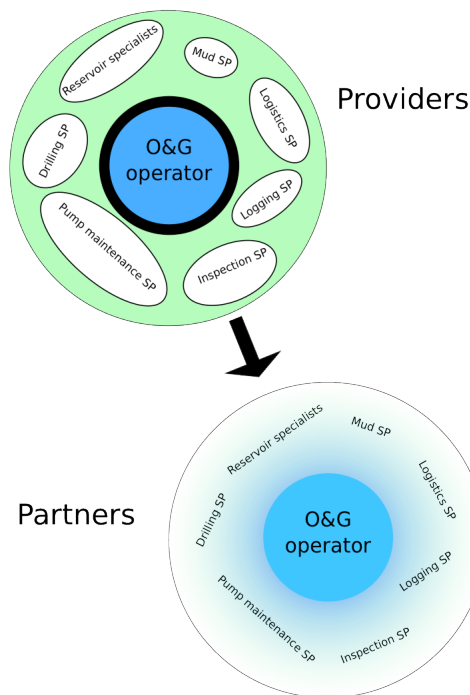 Reservoir specialists
Mud SP
Logistics SP
Providers
Drilling SP
O&G
operator
Logging SP
Pump maintenance SP
Inspection SP
Reservoir specialists
Mud SP
Logistics SP
Partners
Drilling SP
O&G
operator
Logging SP
Pump maintenance SP
Inspection SP